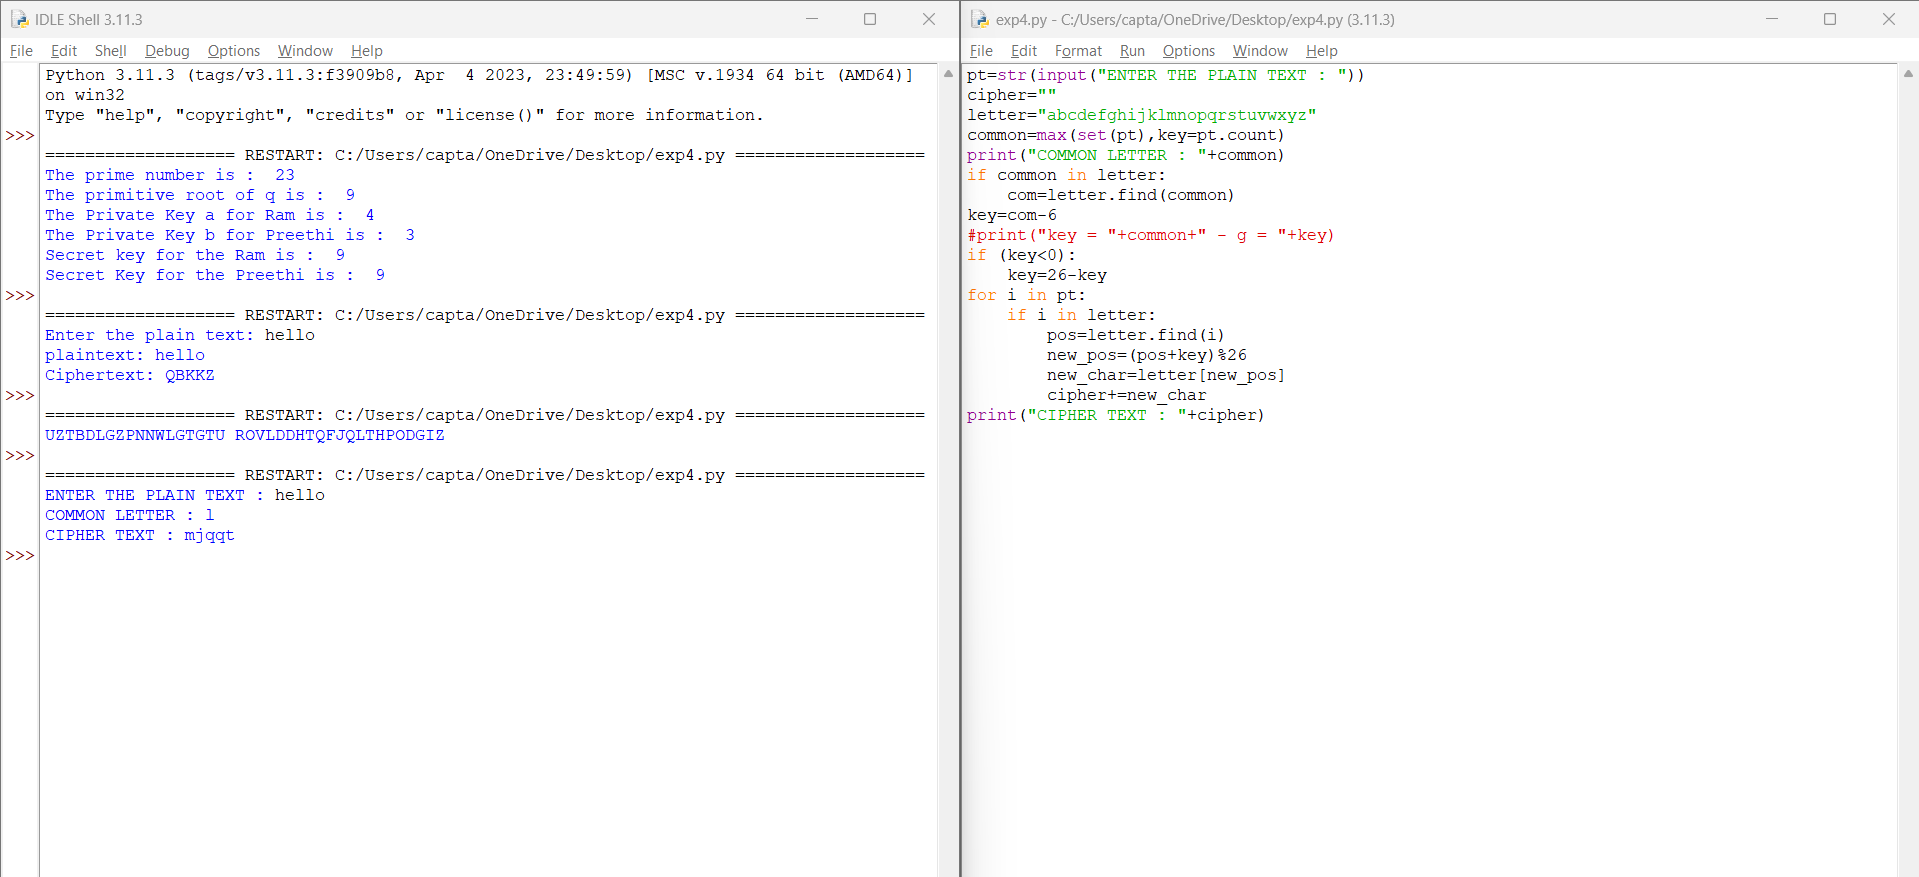 IDLE Shell 3.11.3
File Edit Shell Debug Options Window Help
Python 3.11.3 (tags/v3.11.3:f3909b8, Apr  4 2023, 23:49:59) [MSC v.1934 64 bit (AMD64)]
on win32
Type "help", "copyright", "credits" or "license()" for more information.
>>>
=================== RESTART: C:/Users/capta/OneDrive/Desktop/exp4.py ===================
The prime number is :  23
The primitive root of q is :  9
The Private Key a for Ram is :  4
The Private Key b for Preethi is :  3
Secret key for the Ram is :  9
Secret Key for the Preethi is :  9
>>>
=================== RESTART: C:/Users/capta/OneDrive/Desktop/exp4.py ===================
Enter the plain text: hello
plaintext: hello
Ciphertext: QBKKZ
>>>
=================== RESTART: C:/Users/capta/OneDrive/Desktop/exp4.py ===================
UZTBDLGZPNNWLGTGTU ROVLDDHTQFJQLTHPODGIZ
>>>
=================== RESTART: C:/Users/capta/OneDrive/Desktop/exp4.py ===================
ENTER THE PLAIN TEXT : hello
COMMON LETTER : l
CIPHER TEXT : mjqqt
>>>
exp4.py - C:/Users/capta/OneDrive/Desktop/exp4.py (3.11.3)
File Edit Format Run Options Window Help
pt=str(input("ENTER THE PLAIN TEXT : "))
cipher=""
letter="abcdefghijklmnopqrstuvwxyz"
common=max(set(pt),key=pt.count)
print("COMMON LETTER : "+common)
if common in letter:
    com=letter.find(common)
key=com-6
#print("key = "+common+" - g = "+key)
if (key<0):
    key=26-key
for i in pt:
    if i in letter:
        pos=letter.find(i)
        new_pos=(pos+key)%26
        new_char=letter[new_pos]
        cipher+=new_char
print("CIPHER TEXT : "+cipher)